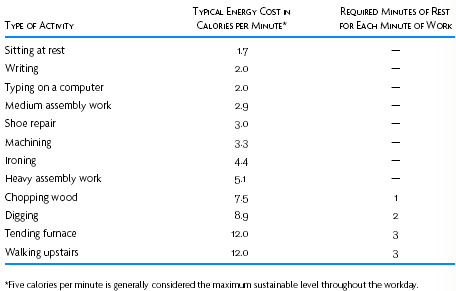 TYPICAL ENERGY COST IN REQUIRED MINUTES OF REST
TYPE OF ACTIVITY CALORIES PER MINUTE* FOR EACH MINUTE OF WORK
Sitting at rest 1.7 —
Writing 2.0 —
Typing on a computer 2.0 —
Medium assembly work 2.9 —
Shoe repair 3.0 —
Machining 3.3 —
Ironing 4.4 —
Heavy assembly work 5.1 —
Chopping wood 7.5 1
Digging 8.9 2
Tending furnace 12.0 3
Walking upstairs 12.0 3
*Five calories per minute is generally considered the maximum sustainable level throughout the workday.